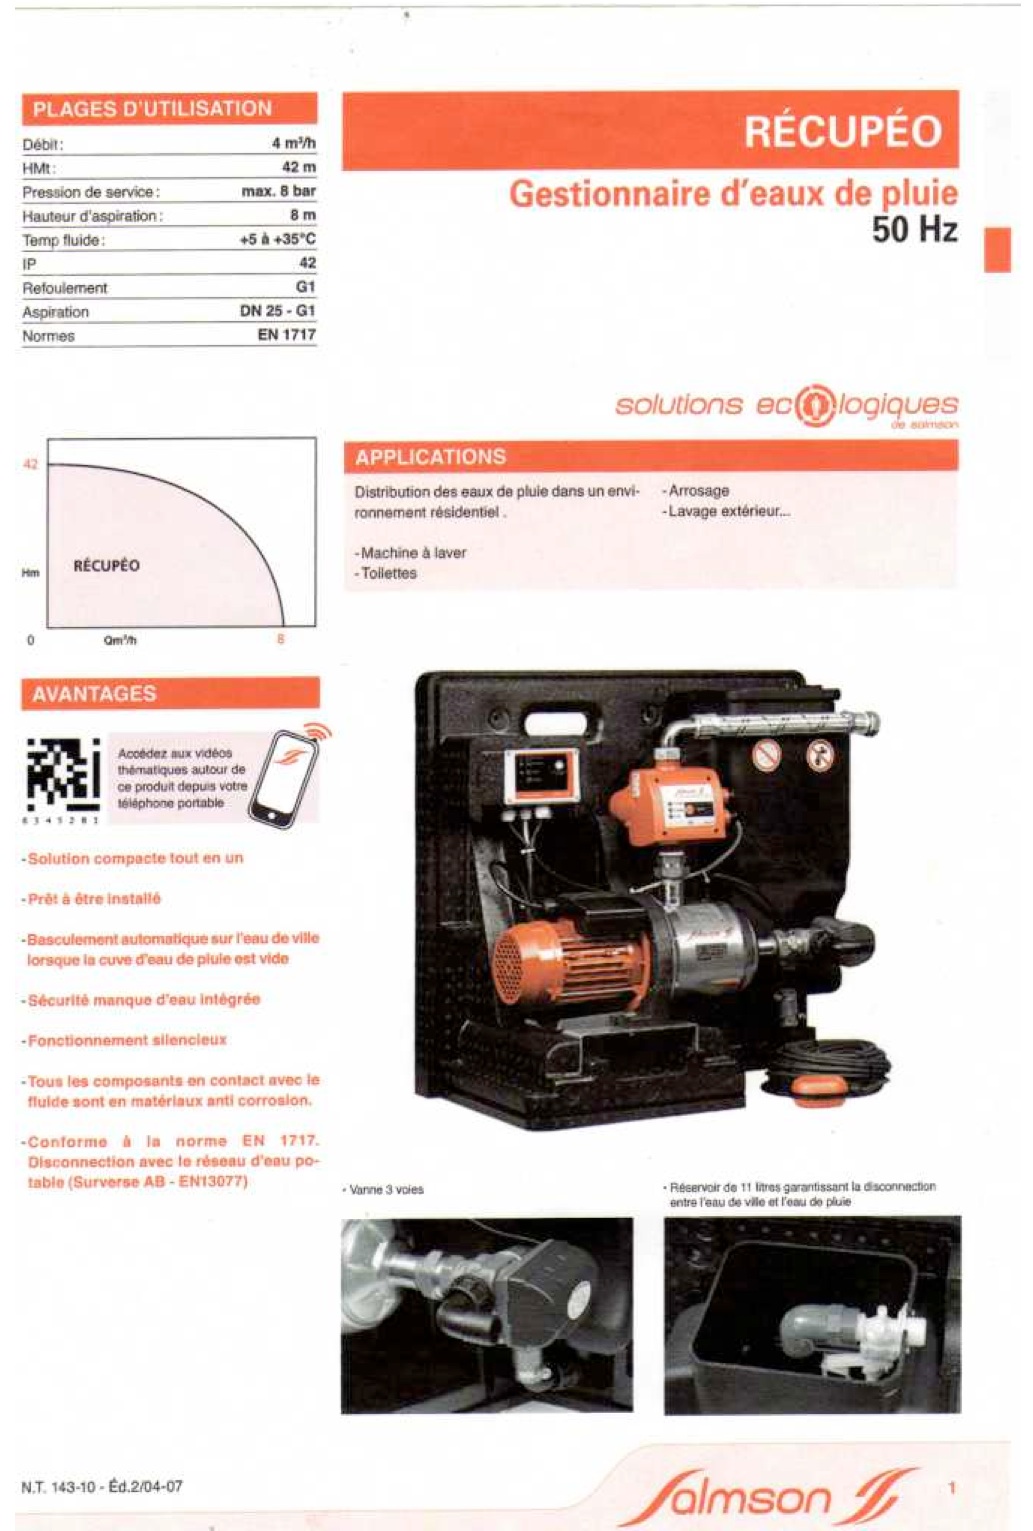 PLAGES D'UTILISATION
Débit: 4 m³/h
HMt: 42 m
Pression de service: max. 8 bar
Hauteur d'aspiration: 8 m
Temp fluide: +5 à +35°C
IP 42
Refoulement G1
Aspiration DN 25 - G1
Normes EN 1717
RÉCUPÉO
Gestionnaire d'eaux de pluie
50 Hz
solutions ecologiques
de salmson
42
RÉCUPÉO
Hm
0 Qm³/h 8
APPLICATIONS
Distribution des eaux de pluie dans un envi-
ronnement résidentiel .
- Machine à laver
- Toilettes
- Arrosage
- Lavage extérieur...
AVANTAGES
Accédez aux vidéos
thématiques autour de
ce produit depuis votre
téléphone portable
6 3 4 5 2 8 1
- Solution compacte tout en un
- Prêt à être installé
- Basculement automatique sur l'eau de ville
lorsque la cuve d'eau de pluie est vide
- Sécurité manque d'eau intégrée
- Fonctionnement silencieux
- Tous les composants en contact avec le
fluide sont en matériaux anti corrosion.
- Conforme à la norme EN 1717.
Disconnection avec le réseau d'eau po-
table (Surverse AB - EN13077)
- Vanne 3 voies
- Réservoir de 11 litres garantissant la disconnection
entre l'eau de ville et l'eau de pluie
N.T. 143-10 - Éd.2/04-07
Salmson
1